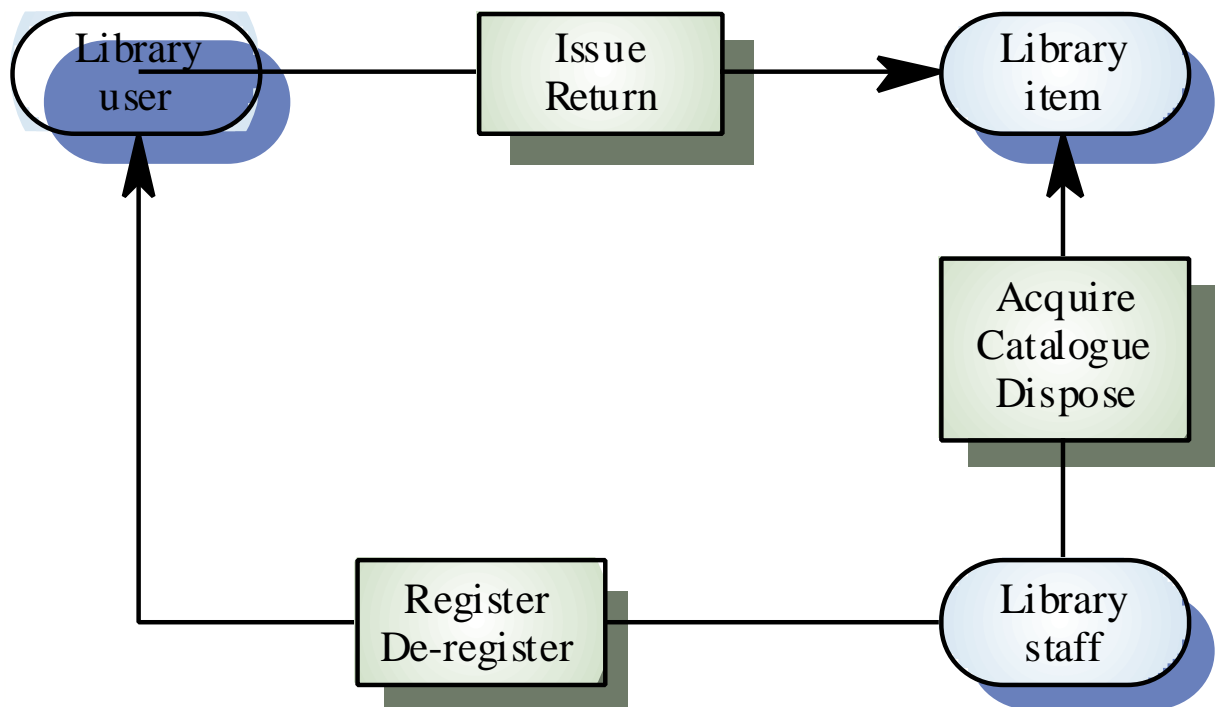 Library
user
Issue
Return
Library
item
Acquire
Catalogue
Dispose
Register
De-register
Library
staff